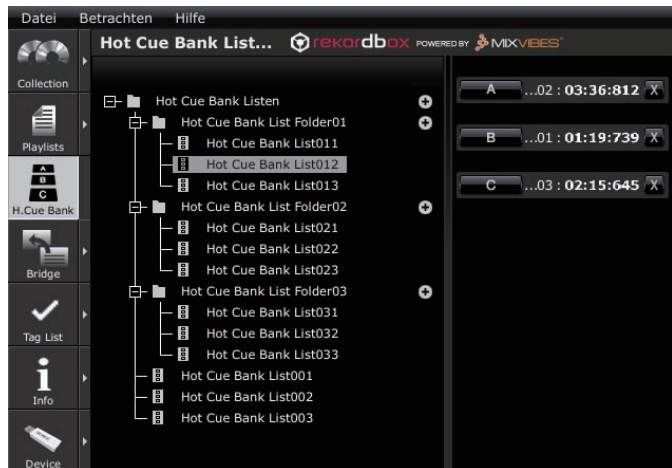 Datei Betrachten Hilfe
Hot Cue Bank List... rekordbox POWERED BY MIXVIBES
Collection
Playlists
A
B
C
H.Cue Bank
Bridge
Tag List
Info
Device
Hot Cue Bank Listen
Hot Cue Bank List Folder01
Hot Cue Bank List011
Hot Cue Bank List012
Hot Cue Bank List013
Hot Cue Bank List Folder02
Hot Cue Bank List021
Hot Cue Bank List022
Hot Cue Bank List023
Hot Cue Bank List Folder03
Hot Cue Bank List031
Hot Cue Bank List032
Hot Cue Bank List033
Hot Cue Bank List001
Hot Cue Bank List002
Hot Cue Bank List003
A ...02 : 03:36:812 X
B ...01 : 01:19:739 X
C ...03 : 02:15:645 X